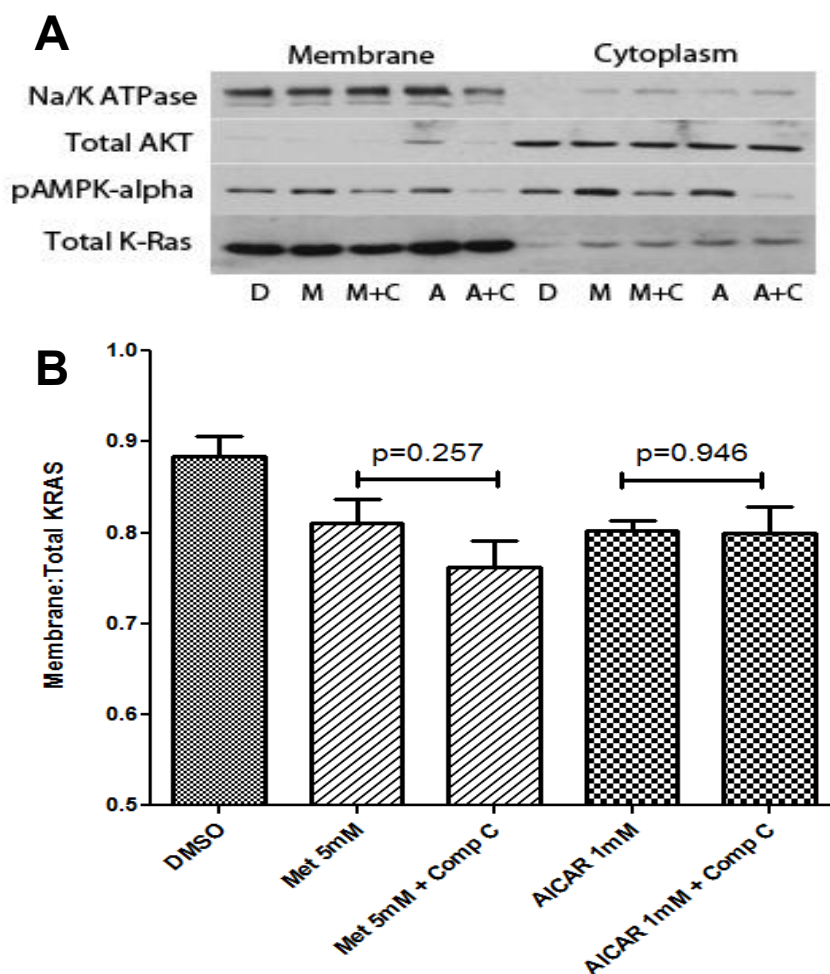 A
Membrane Cytoplasm
Na/K ATPase
Total AKT
pAMPK-alpha
Total K-Ras
D M M+C A A+C D M M+C A A+C
B
Membrane:Total KRAS
1.0
0.9
0.8
0.7
0.6
0.5
p=0.257
p=0.946
DMSO
Met 5mM
Met 5mM + Comp C
AICAR 1mM
AICAR 1mM + Comp C